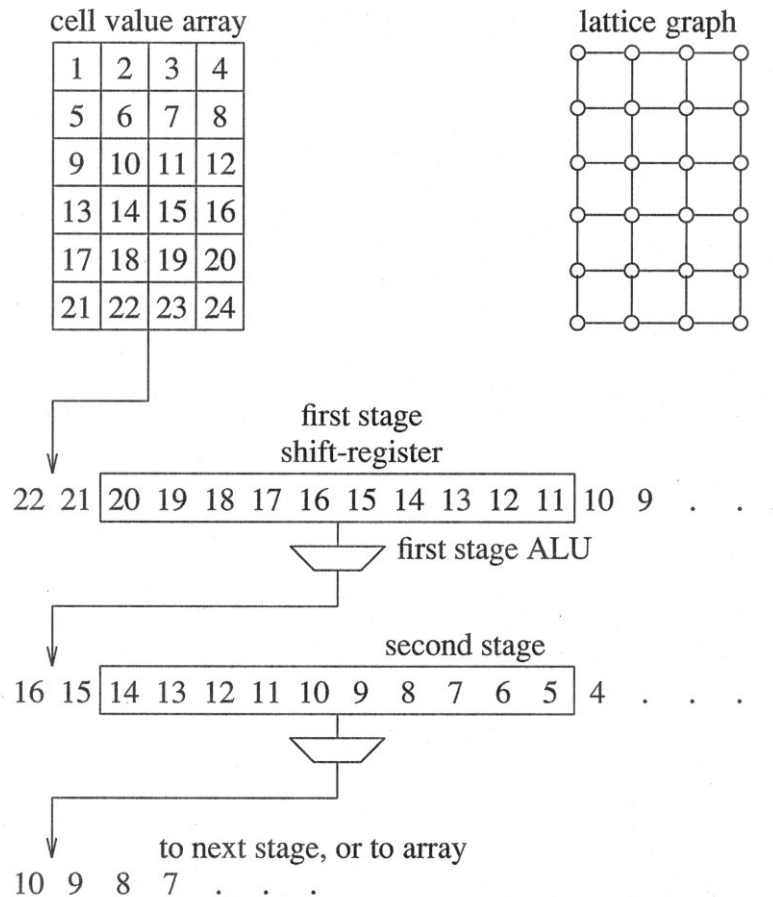 cell value array
lattice graph
1 2 3 4
5 6 7 8
9 10 11 12
13 14 15 16
17 18 19 20
21 22 23 24
first stage
shift-register
22 21 20 19 18 17 16 15 14 13 12 11 10 9 . .
first stage ALU
second stage
16 15 14 13 12 11 10 9 8 7 6 5 4 . . .
to next stage, or to array
10 9 8 7 . . .